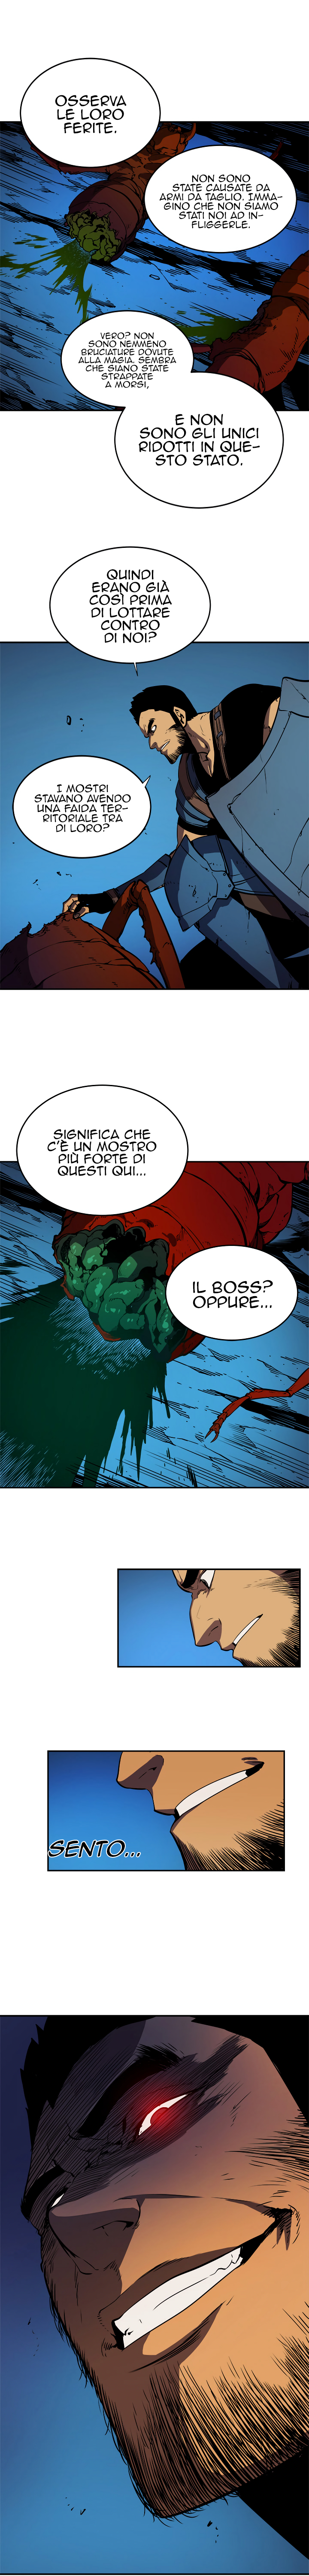 OSSERVA
LE LORO
FERITE.
NON SONO
STATE CAUSATE DA
ARMI DA TAGLIO. IMMA-
GINO CHE NON SIAMO
STATI NOI AD IN-
FLIGGERLE.
VERO? NON
SONO NEMMENO
BRUCIATURE DOVUTE
ALLA MAGIA. SEMBRA
CHE SIANO STATE
STRAPPATE
A MORSI,
E NON
SONO GLI UNICI
RIDOTTI IN QUE-
STO STATO.
QUINDI
ERANO GIÀ
COSÌ PRIMA
DI LOTTARE
CONTRO
DI NOI?
I MOSTRI
STAVANO AVENDO
UNA FAIDA TER-
RITORIALE TRA
DI LORO?
SIGNIFICA CHE
C'È UN MOSTRO
PIÙ FORTE DI
QUESTI QUI...
IL BOSS?
OPPURE...
SENTO...